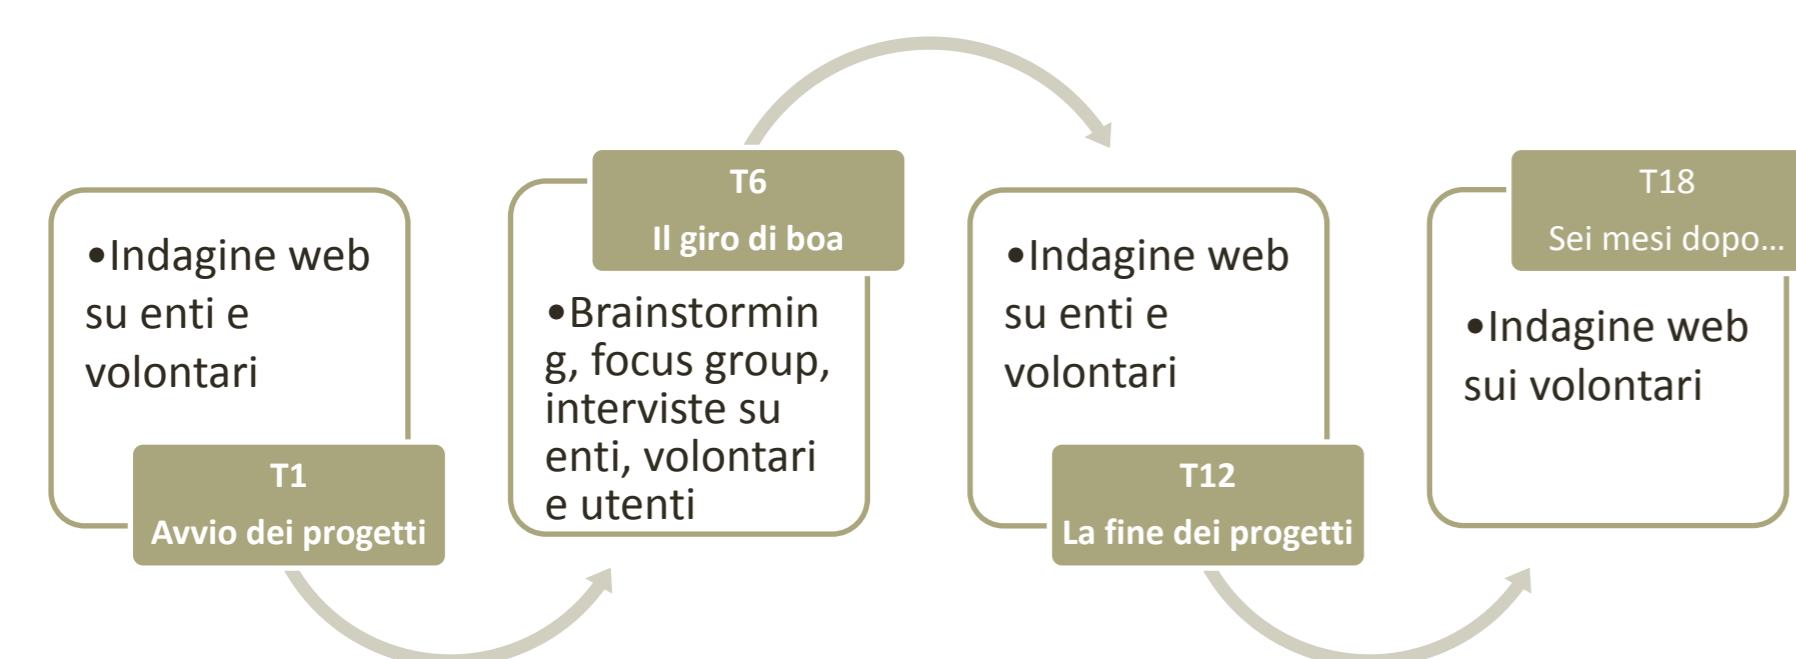 •Indagine web
su enti e
volontari
T1
Avvio dei progetti
T6
Il giro di boa
•Brainstormin
g, focus group,
interviste su
enti, volontari
e utenti
•Indagine web
su enti e
volontari
T12
La fine dei progetti
T18
Sei mesi dopo...
•Indagine web
sui volontari